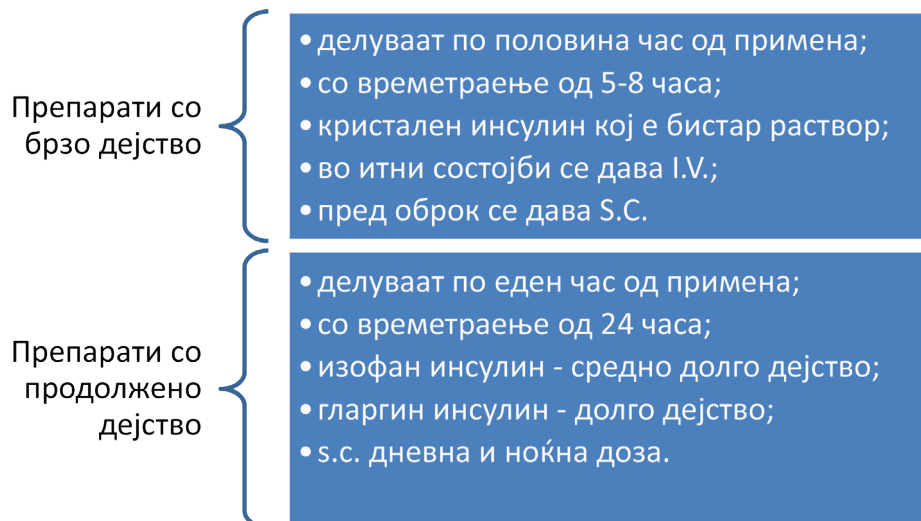 Препарати со
брзо дејство
• делуваат по половина час од примена;
• со времетраење од 5-8 часа;
• кристален инсулин кој е бистар раствор;
• во итни состојби се дава I.V.;
• пред оброк се дава S.C.
Препарати со
продолжено
дејство
• делуваат по еден час од примена;
• со времетраење од 24 часа;
• изофан инсулин - средно долго дејство;
• гларгин инсулин - долго дејство;
• s.c. дневна и ноќна доза.